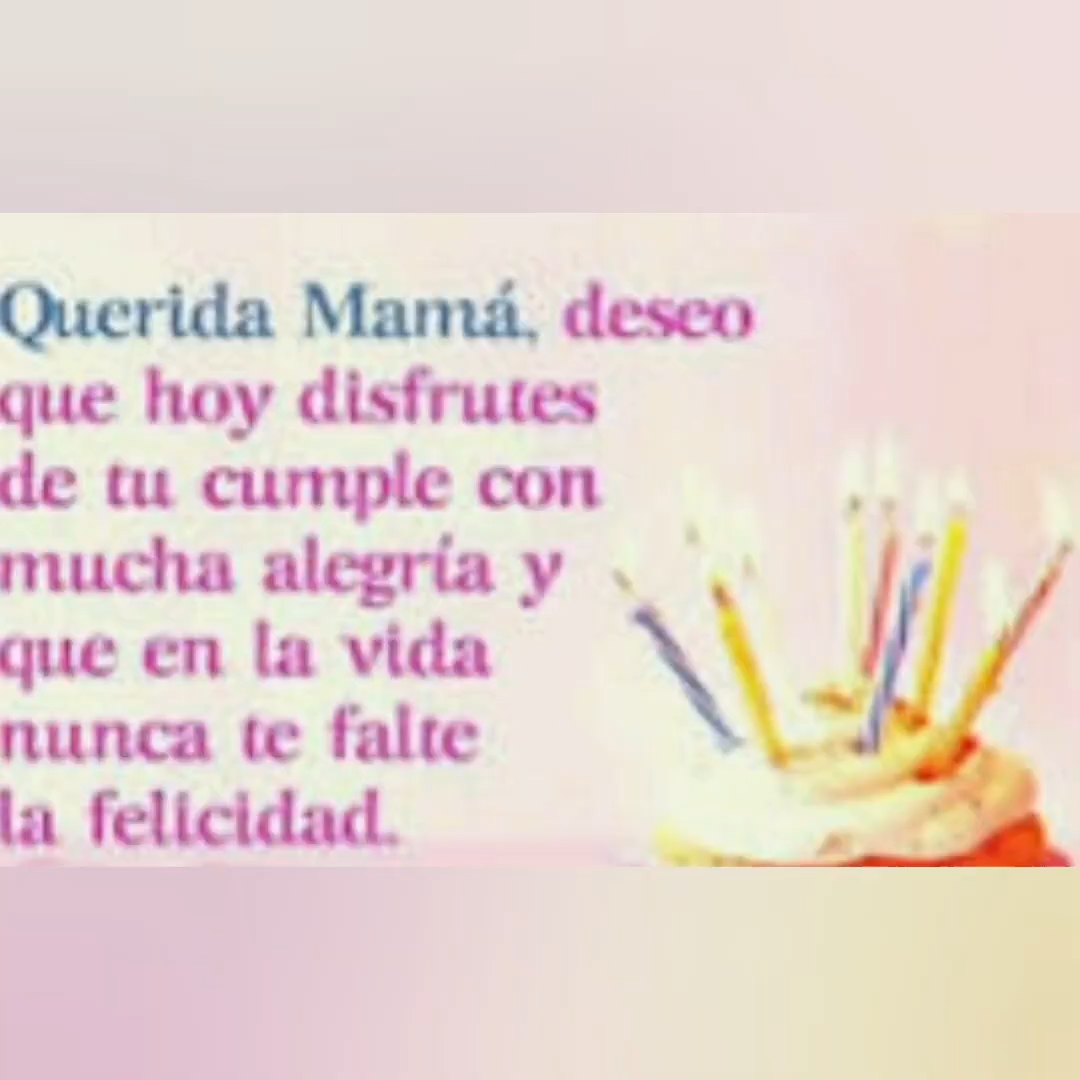 Querida Mamá, deseo
que hoy disfrutes
de tu cumple con
mucha alegría y
que en la vida
nunca te falte
la felicidad.